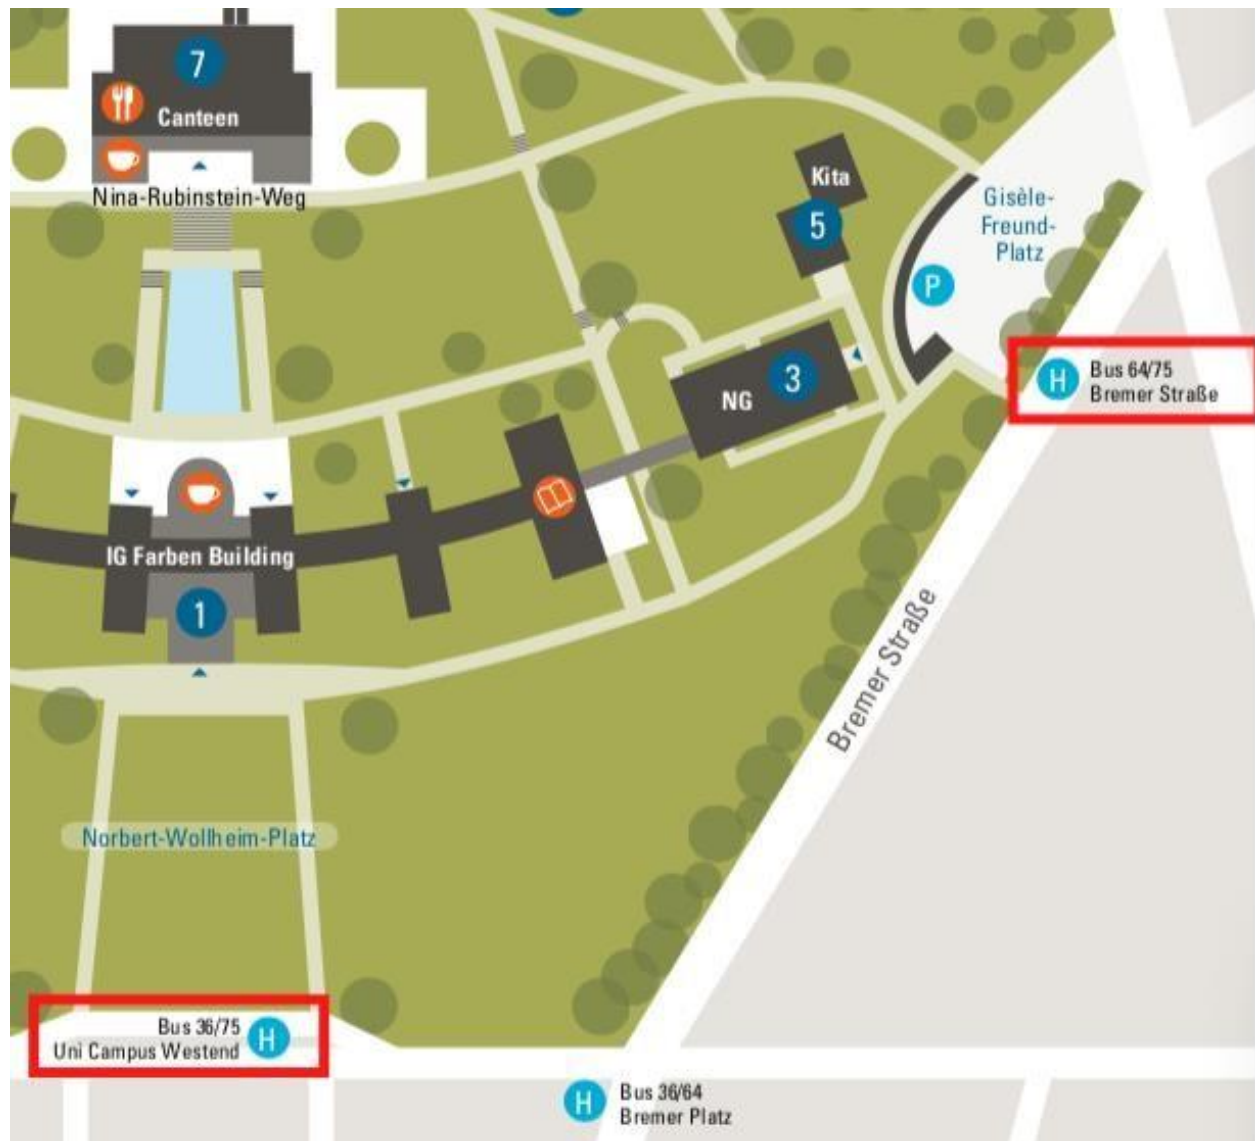 7
Canteen
Nina-Rubinstein-Weg
Kita
5
Gisèle-
Freund-
Platz
P
H
Bus 64/75
Bremer Straße
3
NG
IG Farben Building
1
Bremer Straße
Norbert-Wollheim-Platz
Bus 36/75
Uni Campus Westend
H
H
Bus 36/64
Bremer Platz